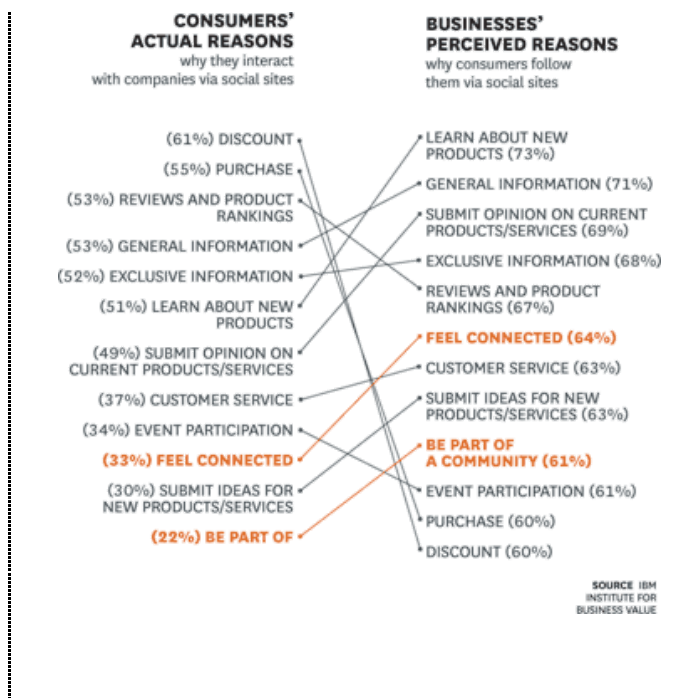 CONSUMERS’
ACTUAL REASONS
why they interact
with companies via social sites
(61%) DISCOUNT
(55%) PURCHASE
(53%) REVIEWS AND PRODUCT
RANKINGS
(53%) GENERAL INFORMATION
(52%) EXCLUSIVE INFORMATION
(51%) LEARN ABOUT NEW
PRODUCTS
(49%) SUBMIT OPINION ON
CURRENT PRODUCTS/SERVICES
(37%) CUSTOMER SERVICE
(34%) EVENT PARTICIPATION
(33%) FEEL CONNECTED
(30%) SUBMIT IDEAS FOR
NEW PRODUCTS/SERVICES
(22%) BE PART OF
BUSINESSES’
PERCEIVED REASONS
why consumers follow
them via social sites
LEARN ABOUT NEW
PRODUCTS (73%)
GENERAL INFORMATION (71%)
SUBMIT OPINION ON CURRENT
PRODUCTS/SERVICES (69%)
EXCLUSIVE INFORMATION (68%)
REVIEWS AND PRODUCT
RANKINGS (67%)
FEEL CONNECTED (64%)
CUSTOMER SERVICE (63%)
SUBMIT IDEAS FOR NEW
PRODUCTS/SERVICES (63%)
BE PART OF
A COMMUNITY (61%)
EVENT PARTICIPATION (61%)
PURCHASE (60%)
DISCOUNT (60%)
SOURCE IBM
INSTITUTE FOR
BUSINESS VALUE